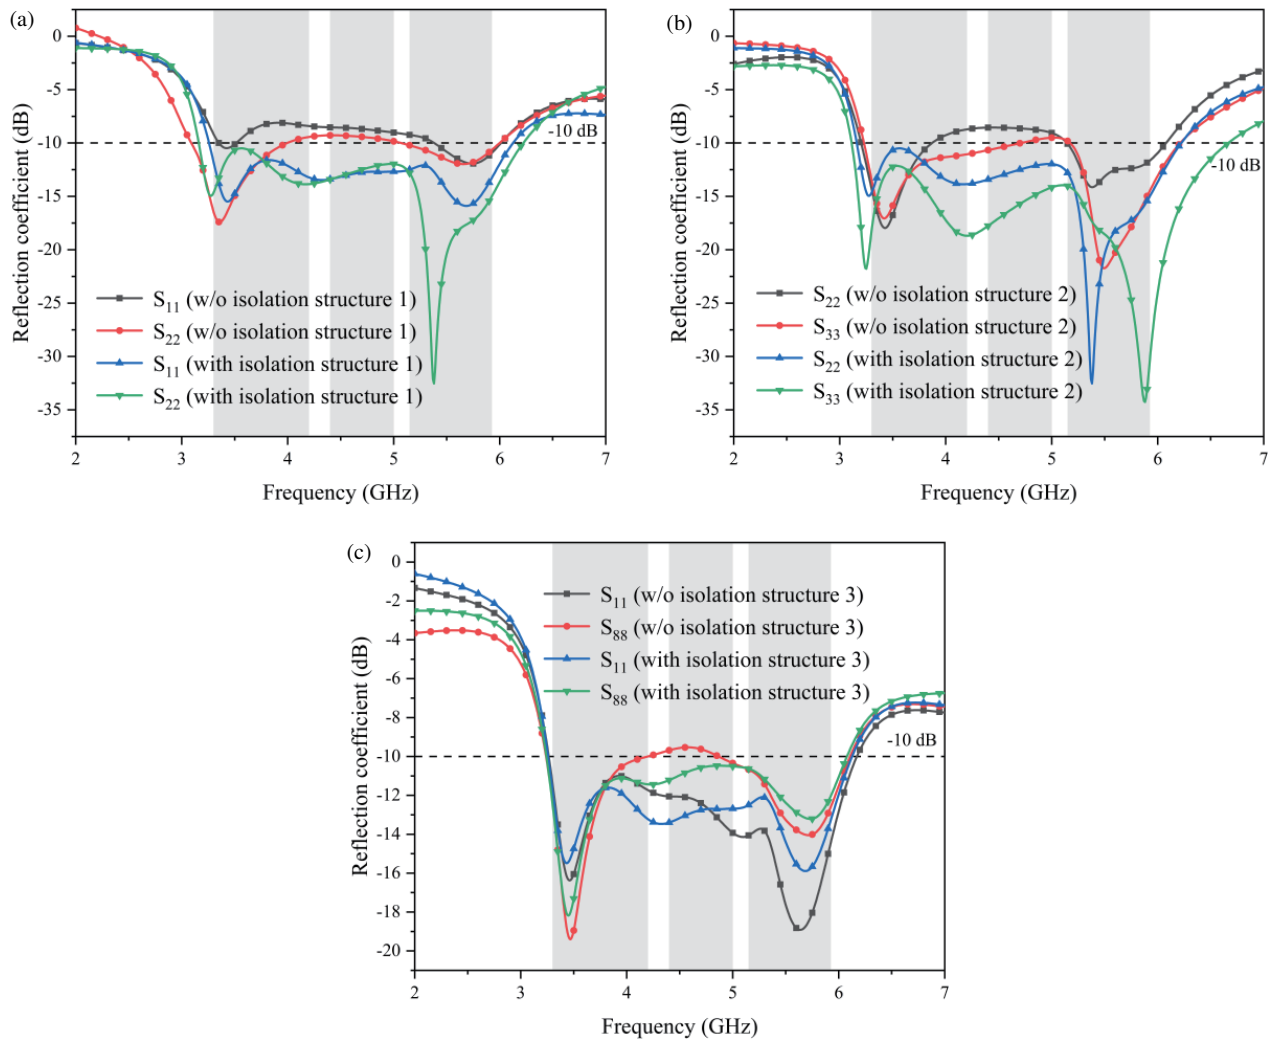 (a)
0
-5
-10
-15
-20
-25
-30
-35
Reflection coefficient (dB)
-10 dB
S11 (w/o isolation structure 1)
S22 (w/o isolation structure 1)
S11 (with isolation structure 1)
S22 (with isolation structure 1)
2 3 4 5 6 7
Frequency (GHz)
(b)
0
-5
-10
-15
-20
-25
-30
-35
Reflection coefficient (dB)
-10 dB
S22 (w/o isolation structure 2)
S33 (w/o isolation structure 2)
S22 (with isolation structure 2)
S33 (with isolation structure 2)
2 3 4 5 6 7
Frequency (GHz)
(c)
0
-2
-4
-6
-8
-10
-12
-14
-16
-18
-20
Reflection coefficient (dB)
S11 (w/o isolation structure 3)
S88 (w/o isolation structure 3)
S11 (with isolation structure 3)
S88 (with isolation structure 3)
-10 dB
2 3 4 5 6 7
Frequency (GHz)